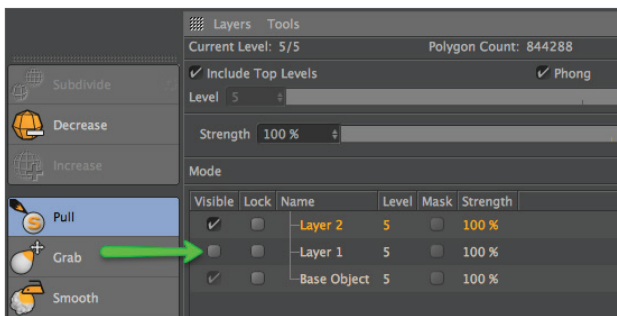 Layers Tools
Current Level: 5/5 Polygon Count: 844288
Include Top Levels Phong
Level 5
Strength 100 %
Mode
Visible Lock Name Level Mask Strength
Layer 2 5 100 %
Layer 1 5 100 %
Base Object 5 100 %
Subdivide
Decrease
Increase
Pull
Grab
Smooth